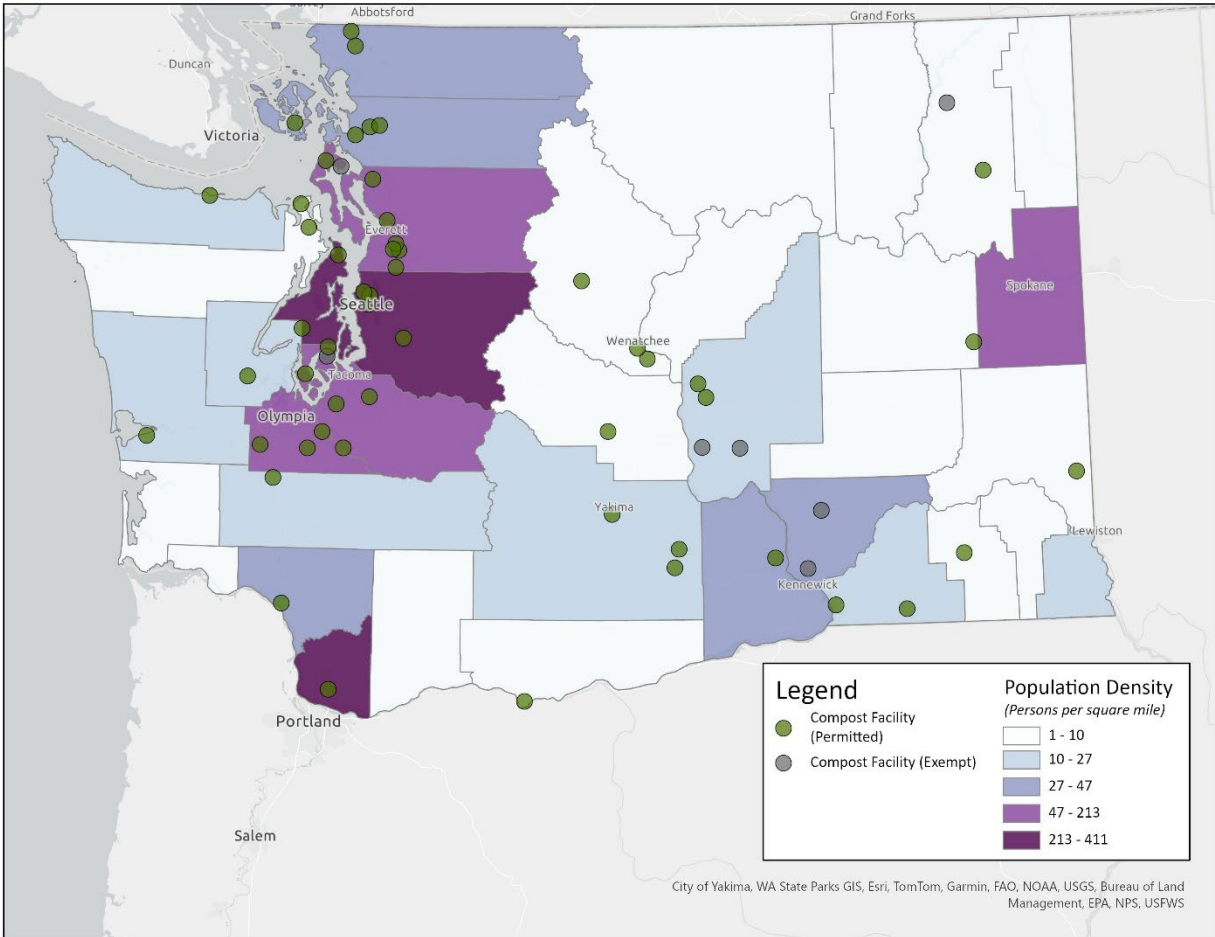 Abbotsford
Grand Forks
Duncan
Victoria
Everett
Spokane
Seattle
Wenatchee
Tacoma
Olympia
Yakima
Lewiston
Kennewick
Portland
Salem
Legend
Compost Facility
(Permitted)
Compost Facility (Exempt)
Population Density
(Persons per square mile)
1 - 10
10 - 27
27 - 47
47 - 213
213 - 411
City of Yakima, WA State Parks GIS, Esri, TomTom, Garmin, FAO, NOAA, USGS, Bureau of Land
Management, EPA, NPS, USFWS